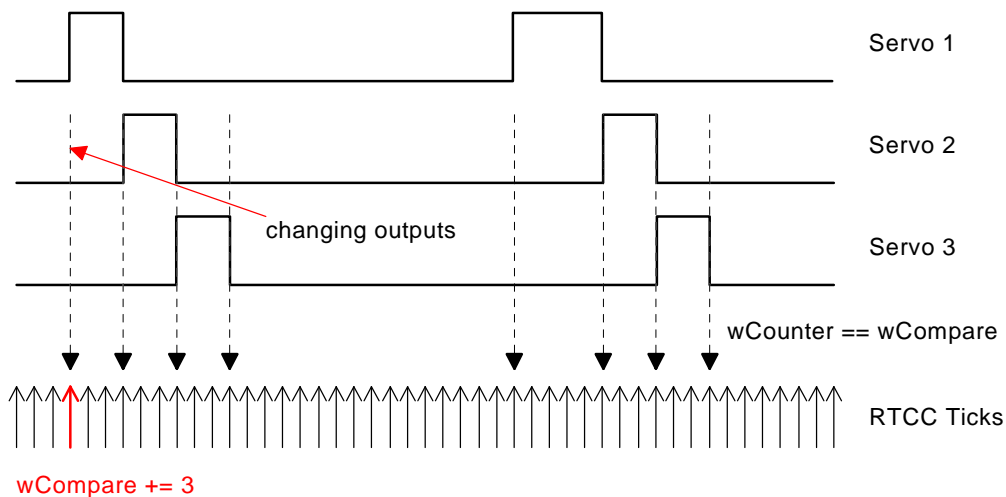 Servo 1
Servo 2
changing outputs
Servo 3
wCounter == wCompare
RTCC Ticks
wCompare += 3